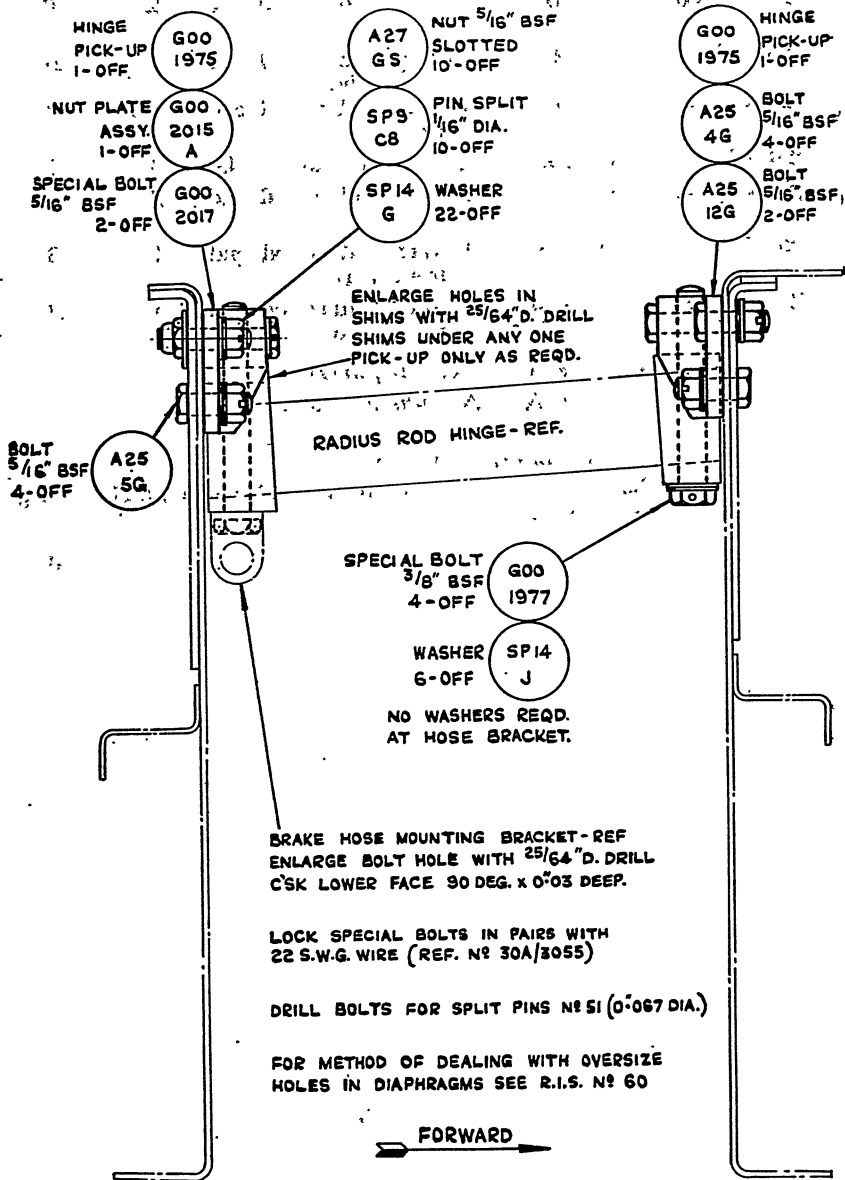 HINGE
PICK-UP
1-OFF
G00
1975
NUT PLATE
ASSY.
1-OFF
G00
2015
A
SPECIAL BOLT
5/16" BSF
2-OFF
G00
2017
A27
GS
NUT 5/16" BSF
SLOTTED
10-OFF
SP9
C8
PIN, SPLIT
1/16" DIA.
10-OFF
SP14
G
WASHER
22-OFF
G00
1975
HINGE
PICK-UP
1-OFF
A25
4G
BOLT
5/16" BSF
4-OFF
A25
12G
BOLT
5/16" BSF
2-OFF
ENLARGE HOLES IN
SHIMS WITH 25/64" D. DRILL
SHIMS UNDER ANY ONE
PICK-UP ONLY AS REQD.
RADIUS ROD HINGE-REF.
BOLT
5/16" BSF
4-OFF
A25
5G
SPECIAL BOLT
3/8" BSF
4-OFF
G00
1977
WASHER
6-OFF
SP14
J
NO WASHERS REQD.
AT HOSE BRACKET.
BRAKE HOSE MOUNTING BRACKET-REF
ENLARGE BOLT HOLE WITH 25/64" D. DRILL
C'SK LOWER FACE 90 DEG. x 0"·03 DEEP.
LOCK SPECIAL BOLTS IN PAIRS WITH
22 S.W.G. WIRE (REF. Nº 30A/3055)
DRILL BOLTS FOR SPLIT PINS Nº 51 (0"·067 DIA.)
FOR METHOD OF DEALING WITH OVERSIZE
HOLES IN DIAPHRAGMS SEE R.I.S. Nº 60
FORWARD